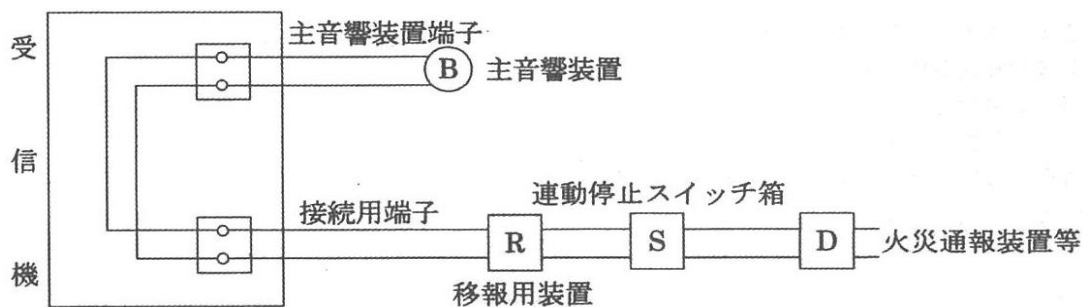 受信機
主音響装置端子
B 主音響装置
接続用端子
連動停止スイッチ箱
R S D 火災通報装置等
移報用装置